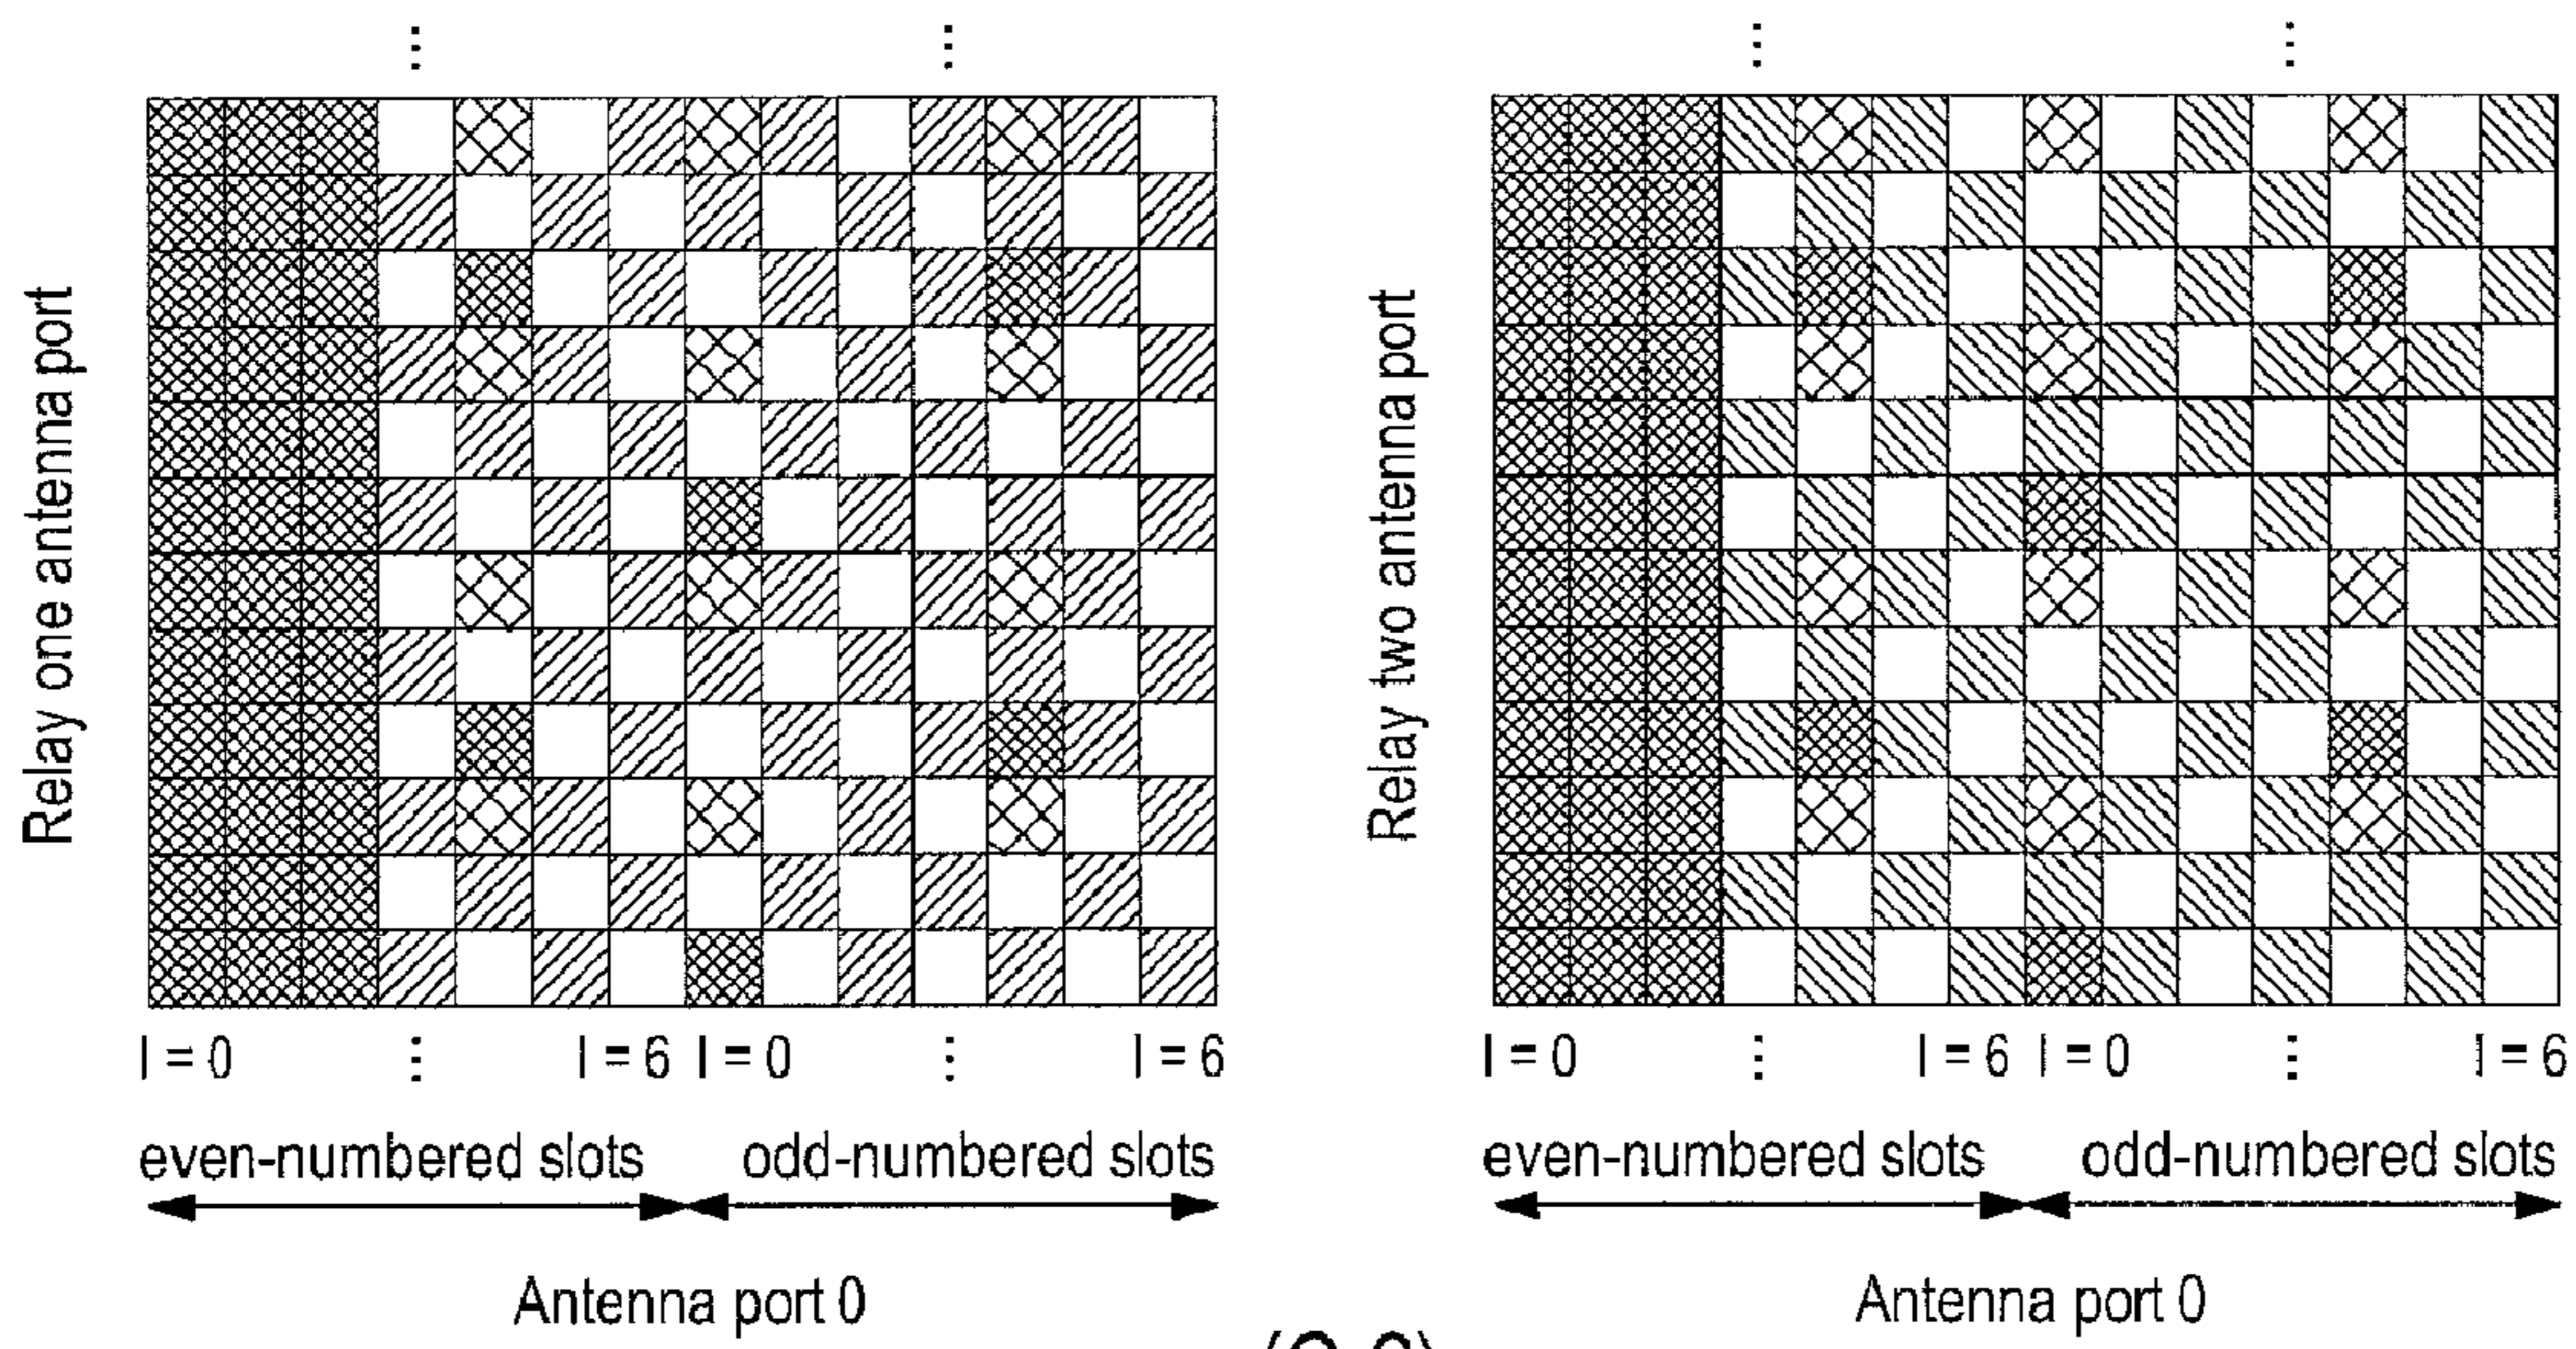 Relay one antenna port
l = 0 ⋮ l = 6 l = 0 ⋮ l = 6
even-numbered slots odd-numbered slots
Antenna port 0
Relay two antenna port
l = 0 ⋮ l = 6 l = 0 ⋮ l = 6
even-numbered slots odd-numbered slots
Antenna port 0